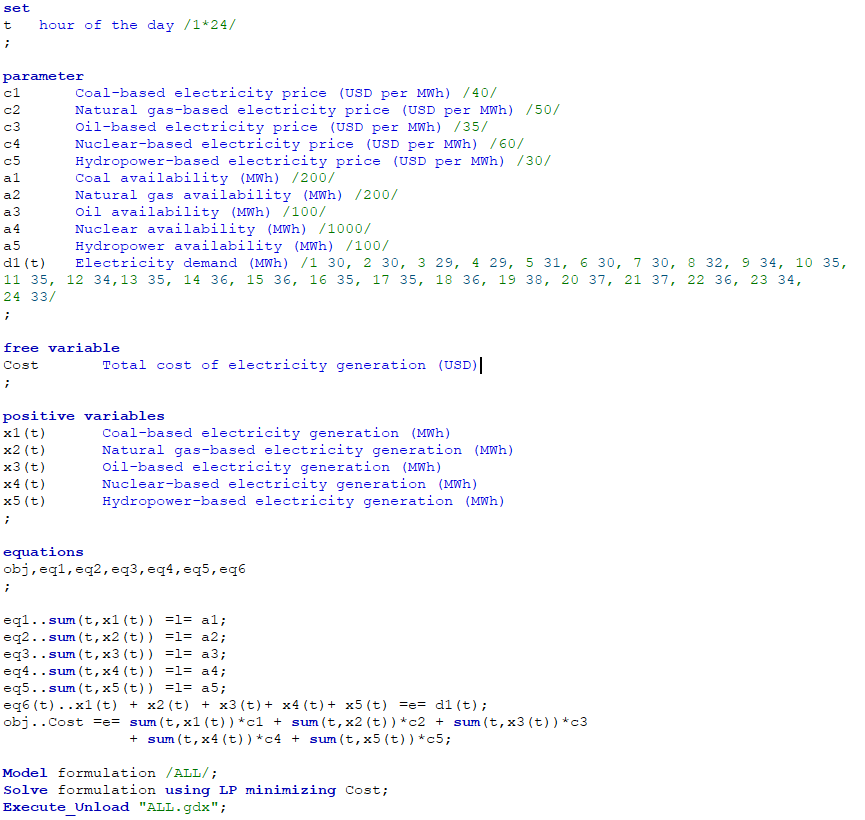 set
t   hour of the day /1*24/
;
parameter
c1      Coal-based electricity price (USD per MWh) /40/
c2      Natural gas-based electricity price (USD per MWh) /50/
c3      Oil-based electricity price (USD per MWh) /35/
c4      Nuclear-based electricity price (USD per MWh) /60/
c5      Hydropower-based electricity price (USD per MWh) /30/
a1      Coal availability (MWh) /200/
a2      Natural gas availability (MWh) /200/
a3      Oil availability (MWh) /100/
a4      Nuclear availability (MWh) /1000/
a5      Hydropower availability (MWh) /100/
d1(t)   Electricity demand (MWh) /1 30, 2 30, 3 29, 4 29, 5 31, 6 30, 7 30, 8 32, 9 34, 10 35,
11 35, 12 34,13 35, 14 36, 15 36, 16 35, 17 35, 18 36, 19 38, 20 37, 21 37, 22 36, 23 34,
24 33/
;
free variable
Cost       Total cost of electricity generation (USD)
;
positive variables
x1(t)      Coal-based electricity generation (MWh)
x2(t)      Natural gas-based electricity generation (MWh)
x3(t)      Oil-based electricity generation (MWh)
x4(t)      Nuclear-based electricity generation (MWh)
x5(t)      Hydropower-based electricity generation (MWh)
;
equations
obj,eq1,eq2,eq3,eq4,eq5,eq6
;
eq1..sum(t,x1(t)) =l= a1;
eq2..sum(t,x2(t)) =l= a2;
eq3..sum(t,x3(t)) =l= a3;
eq4..sum(t,x4(t)) =l= a4;
eq5..sum(t,x5(t)) =l= a5;
eq6(t)..x1(t) + x2(t) + x3(t)+ x4(t)+ x5(t) =e= d1(t);
obj..Cost =e= sum(t,x1(t))*c1 + sum(t,x2(t))*c2 + sum(t,x3(t))*c3
              + sum(t,x4(t))*c4 + sum(t,x5(t))*c5;
Model formulation /ALL/;
Solve formulation using LP minimizing Cost;
Execute_Unload "ALL.gdx";